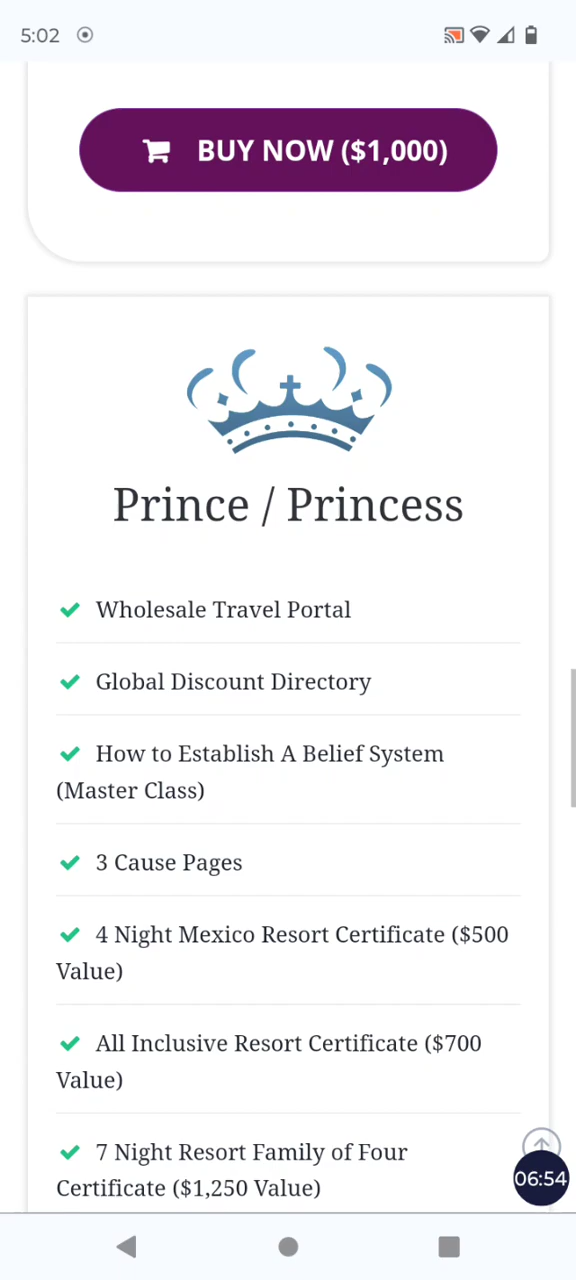 5:02
BUY NOW ($1,000)
Prince / Princess
Wholesale Travel Portal
Global Discount Directory
How to Establish A Belief System
(Master Class)
3 Cause Pages
4 Night Mexico Resort Certificate ($500
Value)
All Inclusive Resort Certificate ($700
Value)
7 Night Resort Family of Four
Certificate ($1,250 Value)
06:54